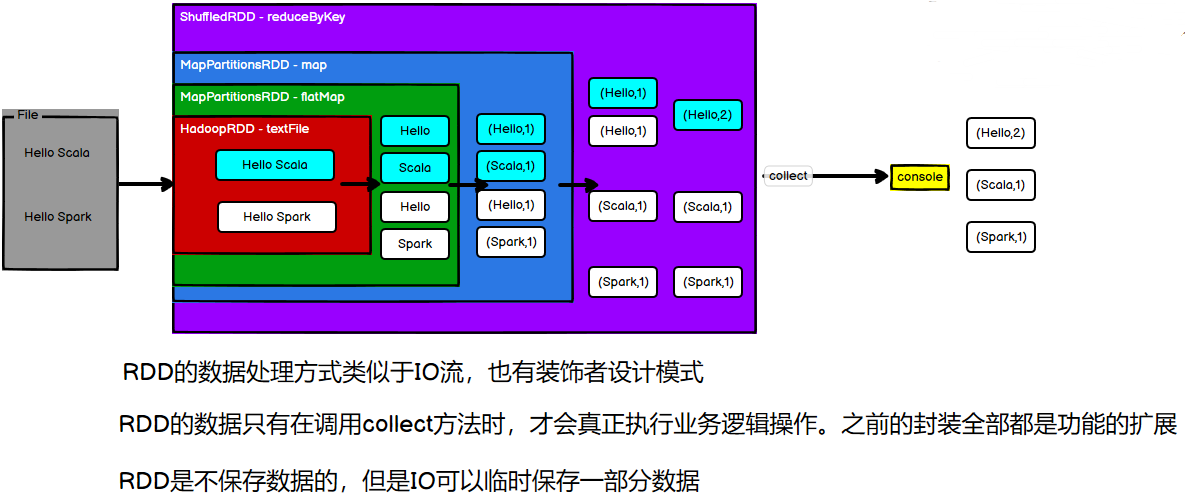 ShuffledRDD - reduceByKey
MapPartitionsRDD - map
MapPartitionsRDD - flatMap
HadoopRDD - textFile
File
Hello Scala
Hello Spark
Hello Scala
Hello Spark
Hello
Scala
Hello
Spark
(Hello,1)
(Scala,1)
(Hello,1)
(Spark,1)
(Hello,1)
(Hello,1)
(Scala,1)
(Spark,1)
(Hello,2)
(Scala,1)
(Spark,1)
collect
console
(Hello,2)
(Scala,1)
(Spark,1)
RDD的数据处理方式类似于IO流，也有装饰者设计模式
RDD的数据只有在调用collect方法时，才会真正执行业务逻辑操作。之前的封装全部都是功能的扩展
RDD是不保存数据的，但是IO可以临时保存一部分数据